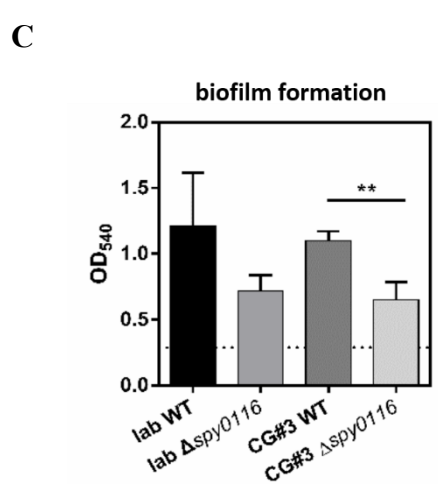 C
biofilm formation
2.0
1.5
1.0
0.5
0.0
OD540
**
lab WT
lab Δspy0116
CG#3 WT
CG#3 Δspy0116